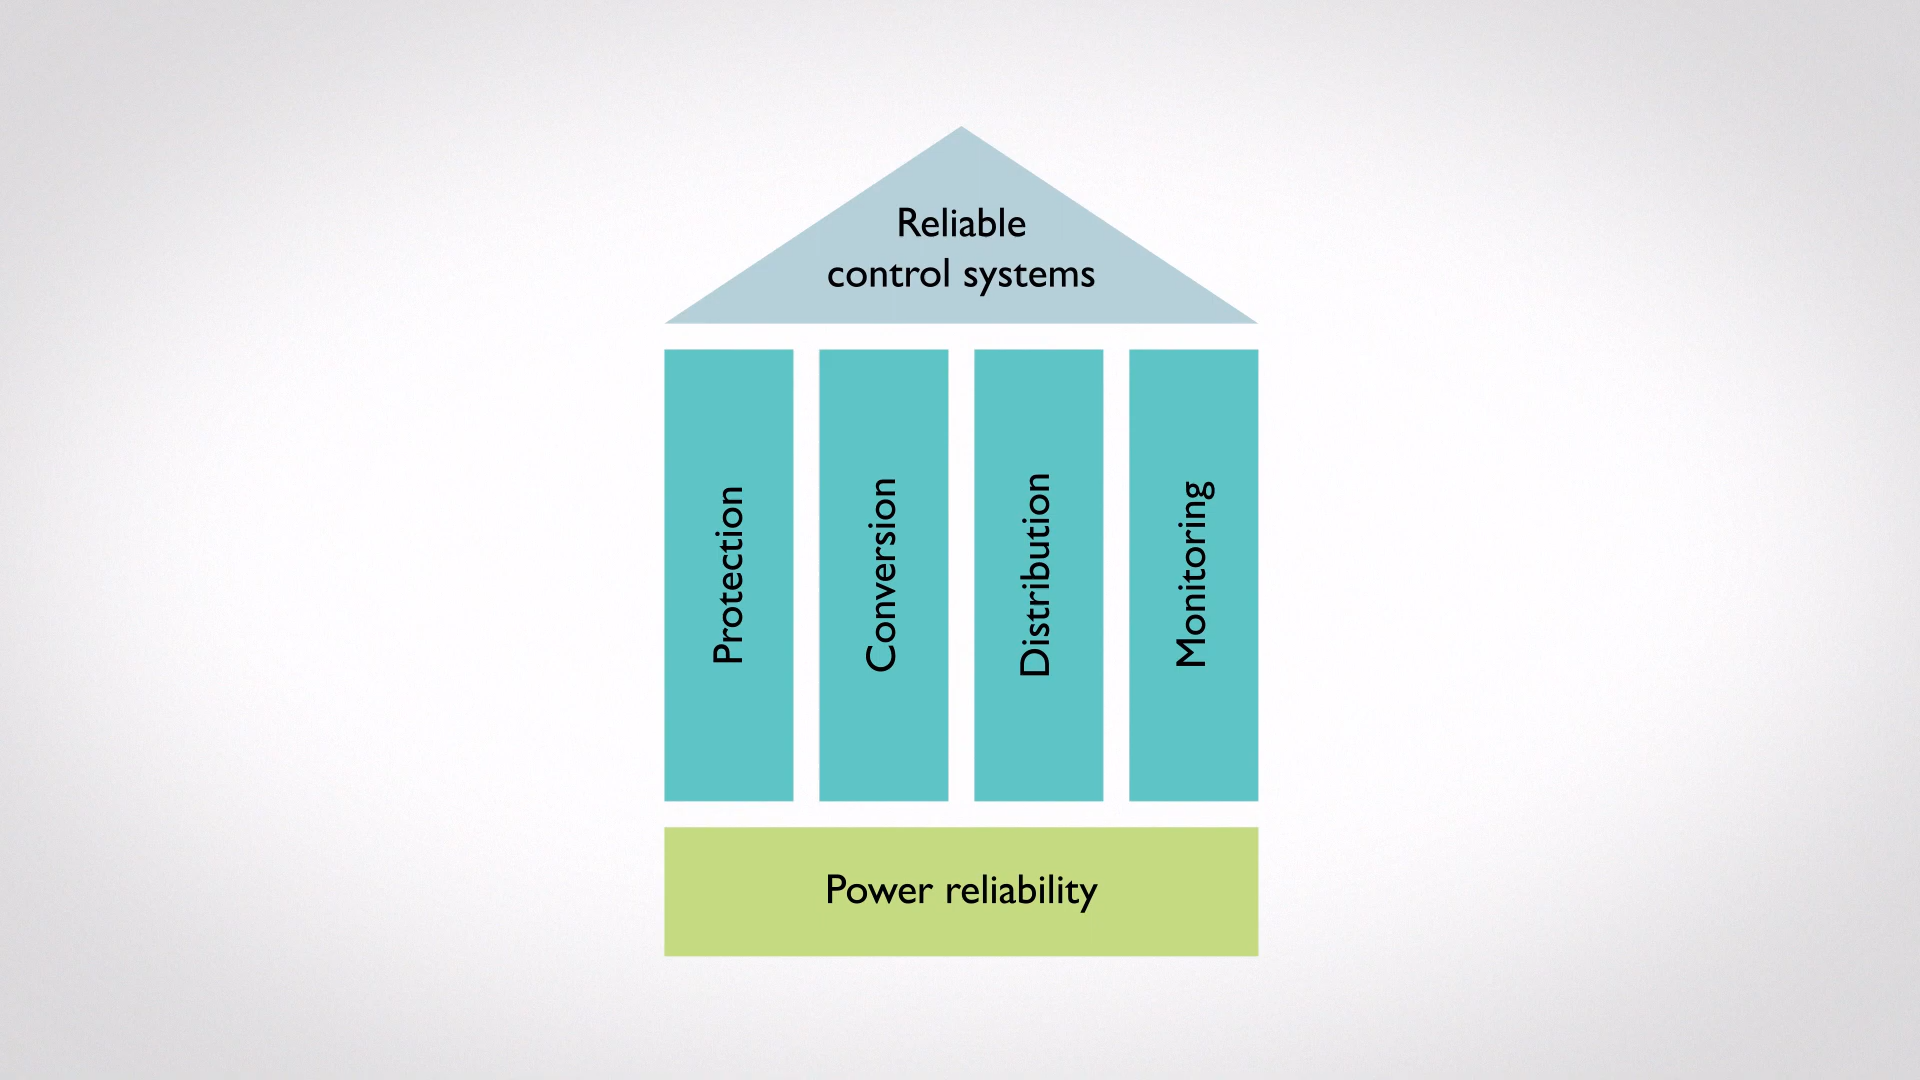 Reliable
control systems
Protection
Conversion
Distribution
Monitoring
Power reliability